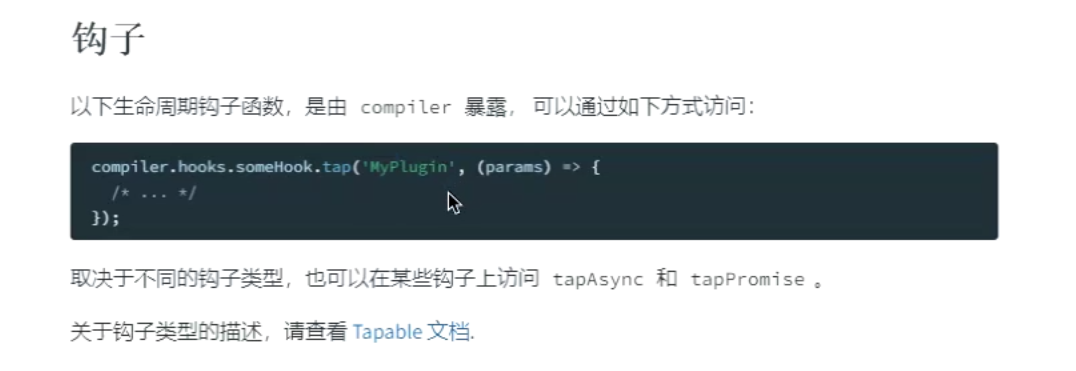 钩子
以下生命周期钩子函数，是由 compiler 暴露， 可以通过如下方式访问：
compiler.hooks.someHook.tap('MyPlugin', (params) => {
  /* ... */
});
取决于不同的钩子类型，也可以在某些钩子上访问 tapAsync 和 tapPromise 。
关于钩子类型的描述，请查看 Tapable 文档.